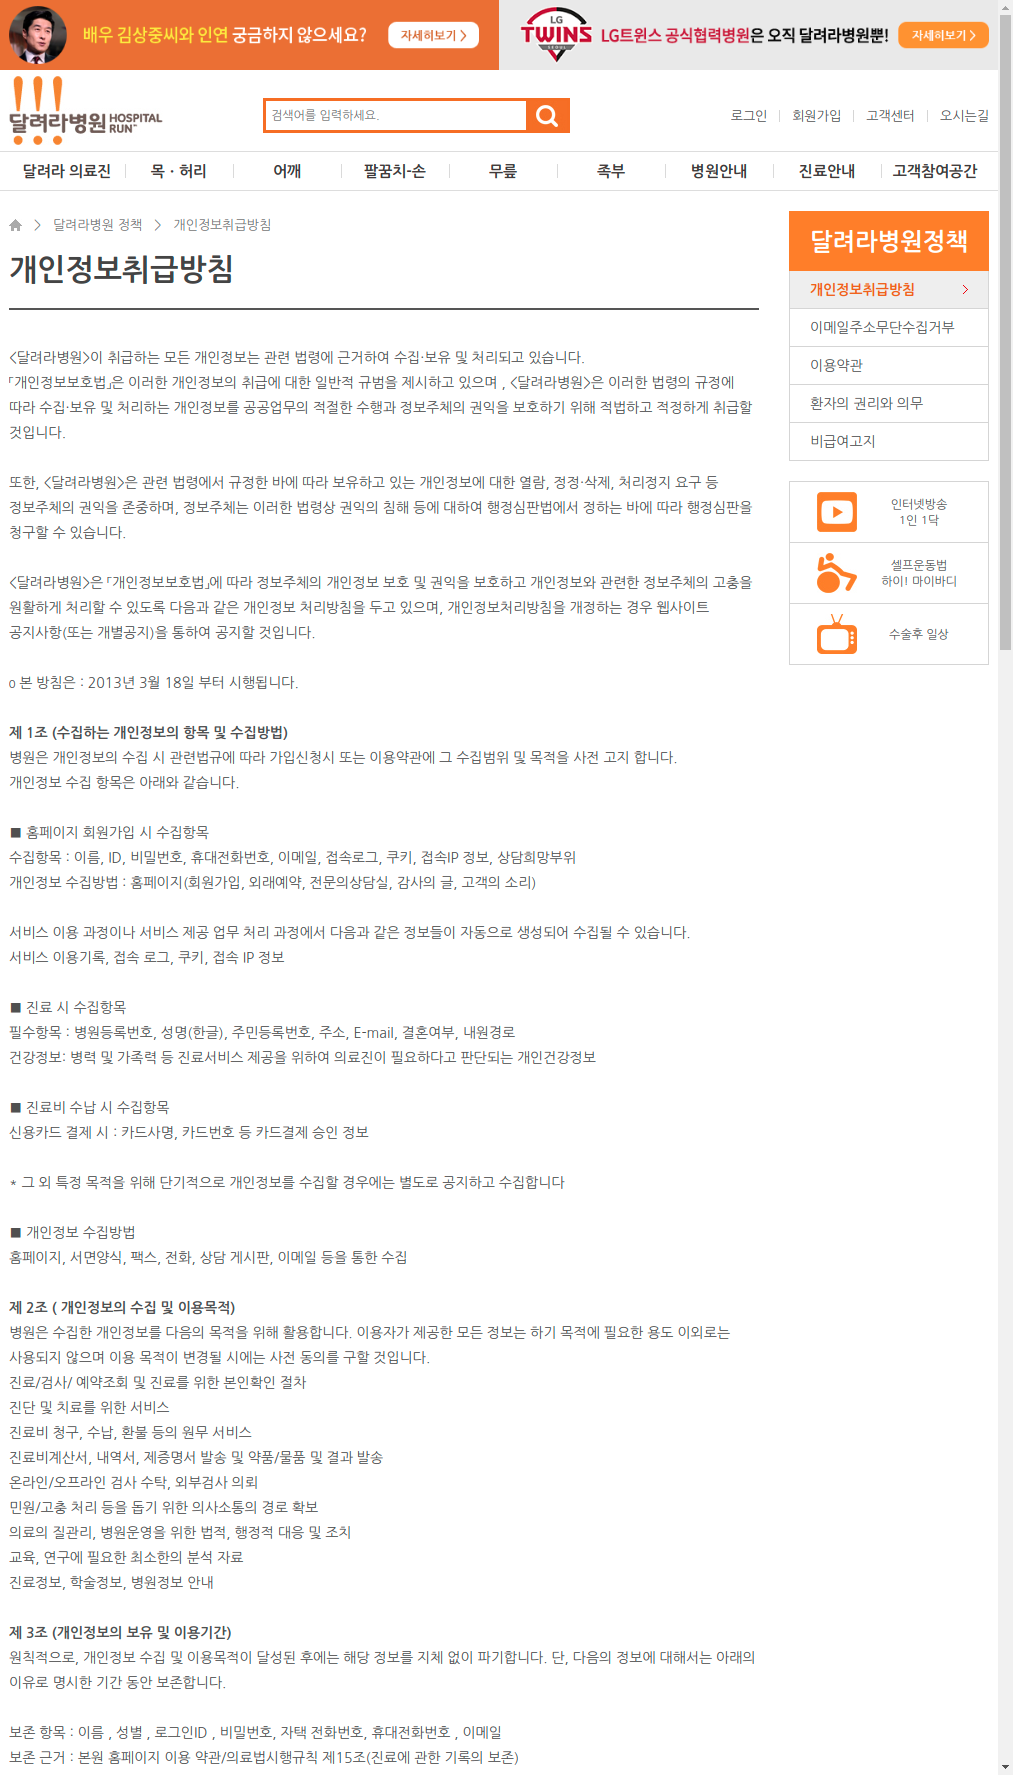 배우 김상중씨와 인연 궁금하지 않으세요?
자세히보기 >
LG
TWINS
SEOUL
LG트윈스 공식협력병원은 오직 달려라병원뿐!
자세히보기 >
달려라병원 HOSPITAL RUN
검색어를 입력하세요.
로그인 회원가입 고객센터 오시는길
달려라 의료진 목 · 허리 어깨 팔꿈치-손 무릎 족부 병원안내 진료안내 고객참여공간
> 달려라병원 정책 > 개인정보취급방침
개인정보취급방침
<달려라병원>이 취급하는 모든 개인정보는 관련 법령에 근거하여 수집·보유 및 처리되고 있습니다.
「개인정보보호법」은 이러한 개인정보의 취급에 대한 일반적 규범을 제시하고 있으며 , <달려라병원>은 이러한 법령의 규정에
따라 수집·보유 및 처리하는 개인정보를 공공업무의 적절한 수행과 정보주체의 권익을 보호하기 위해 적법하고 적정하게 취급할
것입니다.
또한, <달려라병원>은 관련 법령에서 규정한 바에 따라 보유하고 있는 개인정보에 대한 열람, 정정·삭제, 처리정지 요구 등
정보주체의 권익을 존중하며, 정보주체는 이러한 법령상 권익의 침해 등에 대하여 행정심판법에서 정하는 바에 따라 행정심판을
청구할 수 있습니다.
<달려라병원>은 「개인정보보호법」에 따라 정보주체의 개인정보 보호 및 권익을 보호하고 개인정보와 관련한 정보주체의 고충을
원활하게 처리할 수 있도록 다음과 같은 개인정보 처리방침을 두고 있으며, 개인정보처리방침을 개정하는 경우 웹사이트
공지사항(또는 개별공지)을 통하여 공지할 것입니다.
ο 본 방침은 : 2013년 3월 18일 부터 시행됩니다.
제 1조 (수집하는 개인정보의 항목 및 수집방법)
병원은 개인정보의 수집 시 관련법규에 따라 가입신청시 또는 이용약관에 그 수집범위 및 목적을 사전 고지 합니다.
개인정보 수집 항목은 아래와 같습니다.
■ 홈페이지 회원가입 시 수집항목
수집항목 : 이름, ID, 비밀번호, 휴대전화번호, 이메일, 접속로그, 쿠키, 접속IP 정보, 상담희망부위
개인정보 수집방법 : 홈페이지(회원가입, 외래예약, 전문의상담실, 감사의 글, 고객의 소리)
서비스 이용 과정이나 서비스 제공 업무 처리 과정에서 다음과 같은 정보들이 자동으로 생성되어 수집될 수 있습니다.
서비스 이용기록, 접속 로그, 쿠키, 접속 IP 정보
■ 진료 시 수집항목
필수항목 : 병원등록번호, 성명(한글), 주민등록번호, 주소, E-mail, 결혼여부, 내원경로
건강정보: 병력 및 가족력 등 진료서비스 제공을 위하여 의료진이 필요하다고 판단되는 개인건강정보
■ 진료비 수납 시 수집항목
신용카드 결제 시 : 카드사명, 카드번호 등 카드결제 승인 정보
* 그 외 특정 목적을 위해 단기적으로 개인정보를 수집할 경우에는 별도로 공지하고 수집합니다
■ 개인정보 수집방법
홈페이지, 서면양식, 팩스, 전화, 상담 게시판, 이메일 등을 통한 수집
제 2조 ( 개인정보의 수집 및 이용목적)
병원은 수집한 개인정보를 다음의 목적을 위해 활용합니다. 이용자가 제공한 모든 정보는 하기 목적에 필요한 용도 이외로는
사용되지 않으며 이용 목적이 변경될 시에는 사전 동의를 구할 것입니다.
진료/검사/ 예약조회 및 진료를 위한 본인확인 절차
진단 및 치료를 위한 서비스
진료비 청구, 수납, 환불 등의 원무 서비스
진료비계산서, 내역서, 제증명서 발송 및 약품/물품 및 결과 발송
온라인/오프라인 검사 수탁, 외부검사 의뢰
민원/고충 처리 등을 돕기 위한 의사소통의 경로 확보
의료의 질관리, 병원운영을 위한 법적, 행정적 대응 및 조치
교육, 연구에 필요한 최소한의 분석 자료
진료정보, 학술정보, 병원정보 안내
제 3조 (개인정보의 보유 및 이용기간)
원칙적으로, 개인정보 수집 및 이용목적이 달성된 후에는 해당 정보를 지체 없이 파기합니다. 단, 다음의 정보에 대해서는 아래의
이유로 명시한 기간 동안 보존합니다.
보존 항목 : 이름 , 성별 , 로그인ID , 비밀번호, 자택 전화번호, 휴대전화번호 , 이메일
보존 근거 : 본원 홈페이지 이용 약관/의료법시행규칙 제15조(진료에 관한 기록의 보존)
달려라병원정책
개인정보취급방침 >
이메일주소무단수집거부
이용약관
환자의 권리와 의무
비급여고지
인터넷방송
1인 1닥
셀프운동법
하이! 마이바디
수술후 일상